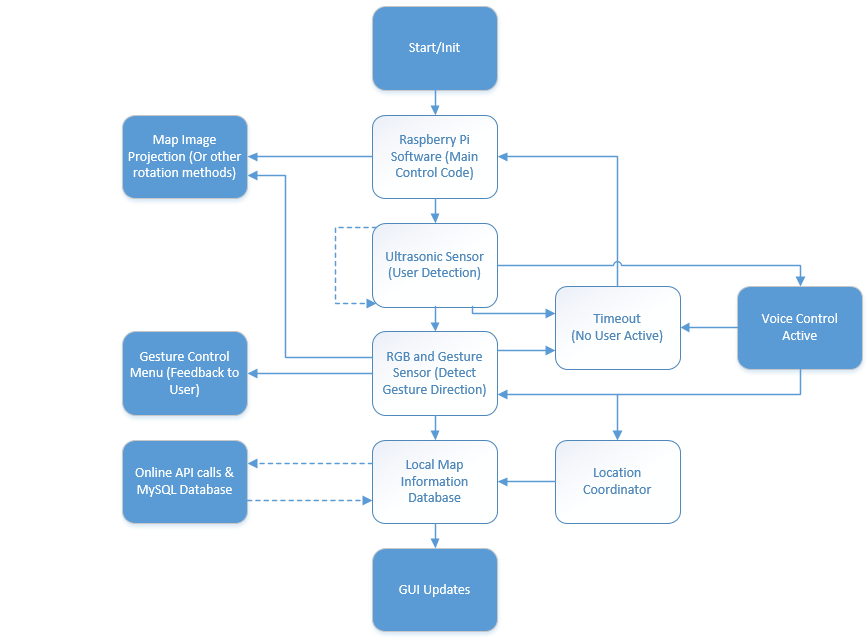 Start/Init
Map Image
Projection (Or other
rotation methods)
Raspberry Pi
Software (Main
Control Code)
Ultrasonic Sensor
(User Detection)
Timeout
(No User Active)
Voice Control
Active
Gesture Control
Menu (Feedback to
User)
RGB and Gesture
Sensor (Detect
Gesture Direction)
Online API calls &
MySQL Database
Local Map
Information
Database
Location
Coordinator
GUI Updates